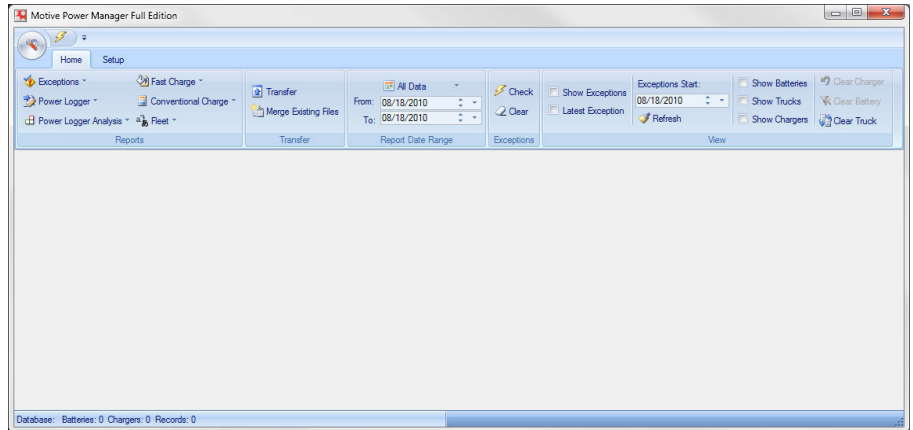 Motive Power Manager Full Edition
Home Setup
Exceptions Fast Charge
Power Logger Conventional Charge
Power Logger Analysis Fleet
Reports
Transfer
Merge Existing Files
Transfer
All Data
From: 08/18/2010
To: 08/18/2010
Report Date Range
Check
Clear
Exceptions
Show Exceptions
Latest Exception
Exceptions Start:
08/18/2010
Refresh
Show Batteries
Show Trucks
Show Chargers
Clear Charger
Clear Battery
Clear Truck
View
Database: Batteries: 0 Chargers: 0 Records: 0